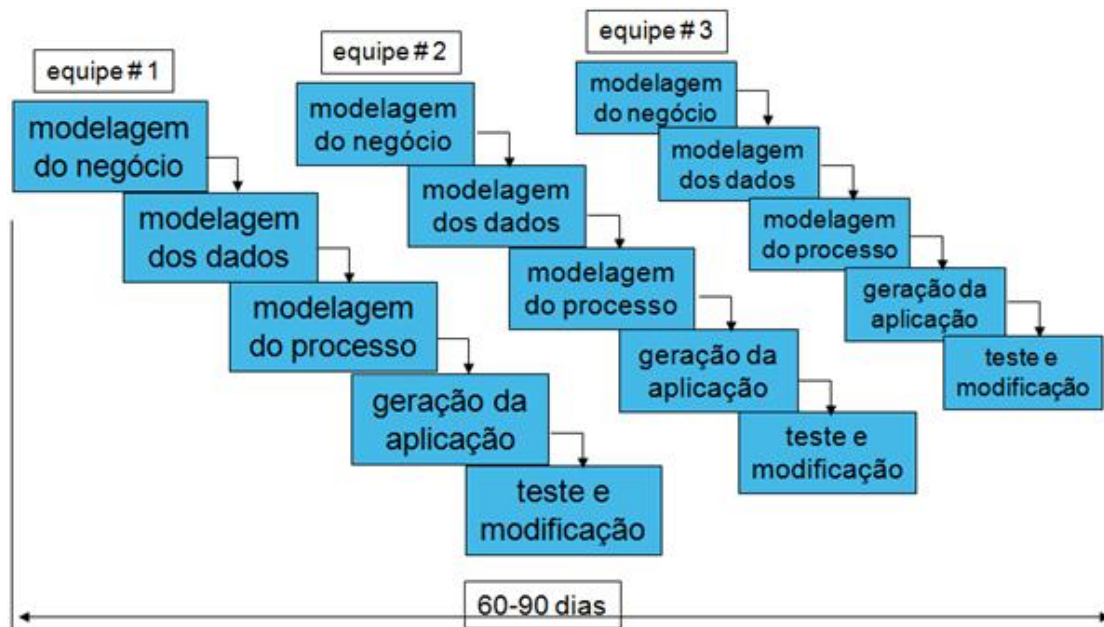 equipe # 1
modelagem
do negócio
modelagem
dos dados
modelagem
do processo
geração da
aplicação
teste e
modificação
equipe # 2
modelagem
do negócio
modelagem
dos dados
modelagem
do processo
geração da
aplicação
teste e
modificação
equipe # 3
modelagem
do negócio
modelagem
dos dados
modelagem
do processo
geração da
aplicação
teste e
modificação
60-90 dias